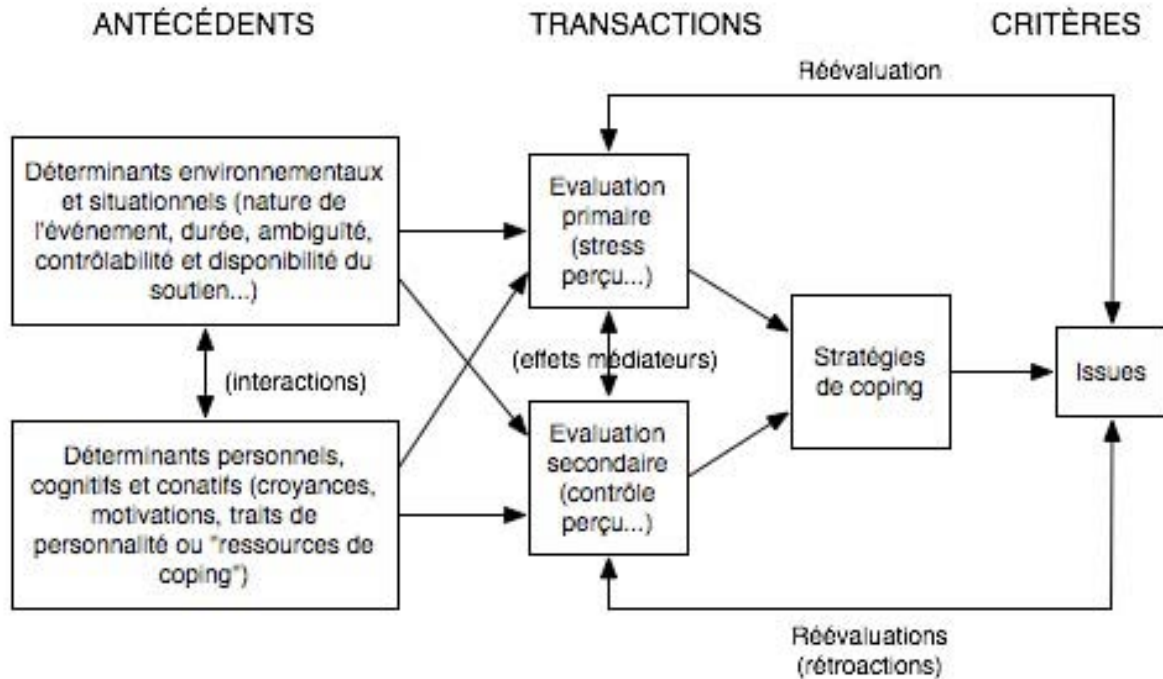 ANTÉCÉDENTS
TRANSACTIONS
CRITÈRES
Réévaluation
Déterminants environnementaux
et situationnels (nature de
l'événement, durée, ambiguïté,
contrôlabilité et disponibilité du
soutien...)
Evaluation
primaire
(stress
perçu...)
(interactions)
(effets médiateurs)
Stratégies
de coping
Issues
Déterminants personnels,
cognitifs et conatifs (croyances,
motivations, traits de
personnalité ou "ressources de
coping")
Evaluation
secondaire
(contrôle
perçu...)
Réévaluations
(rétroactions)